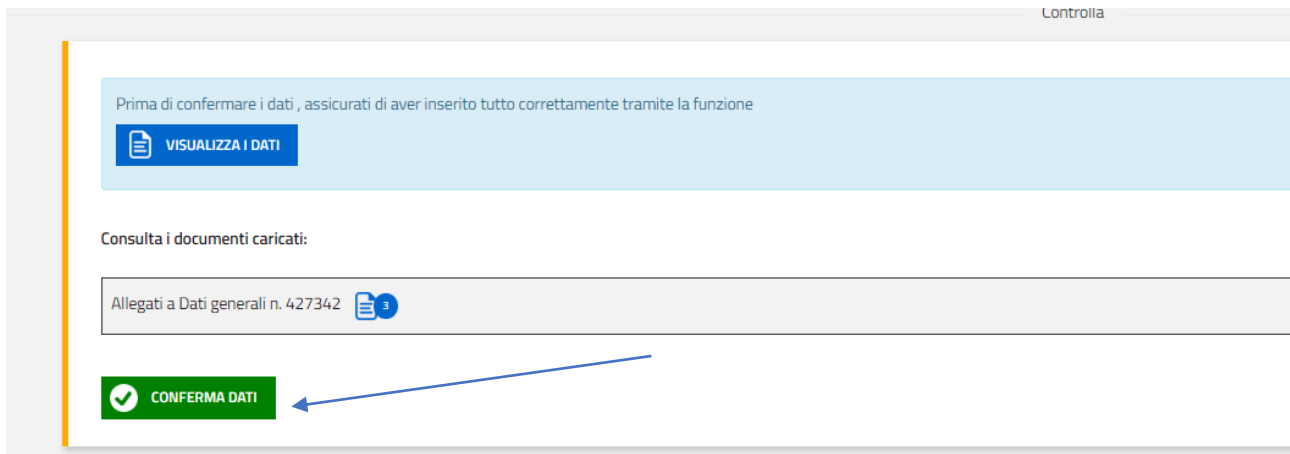 Controlla
Prima di confermare i dati , assicurati di aver inserito tutto correttamente tramite la funzione
VISUALIZZA I DATI
Consulta i documenti caricati:
Allegati a Dati generali n. 427342 3
CONFERMA DATI